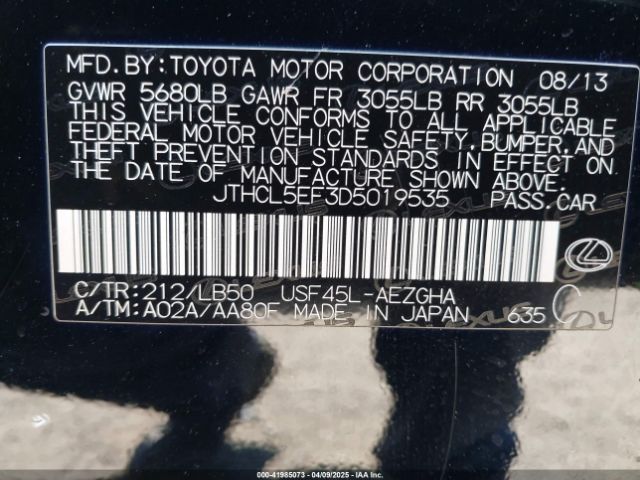 MFD.BY:TOYOTA MOTOR CORPORATION 08/13
GVWR 5680LB GAWR FR 3055LB RR 3055LB
THIS VEHICLE CONFORMS TO ALL APPLICABLE
FEDERAL MOTOR VEHICLE SAFETY,BUMPER,AND
THEFT PREVENTION STANDARDS IN EFFECT ON
THE DATE OF MANUFACTURE SHOWN ABOVE.
JTHCL5EF3D5019535 PASS.CAR
C/TR:212/LB50 USF45L-AEZGHA
A/TM:A02A/AA80F MADE IN JAPAN 635
000-41985073 - 04/09/2025 - IAA, Inc.